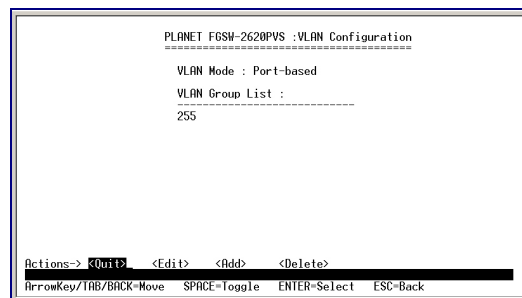 PLANET FGSW-2620PVS :VLAN Configuration
========================================
VLAN Mode : Port-based
VLAN Group List :
----------------------------
255
Actions-> <Quit> <Edit> <Add> <Delete>
ArrowKey/TAB/BACK=Move SPACE=Toggle ENTER=Select ESC=Back